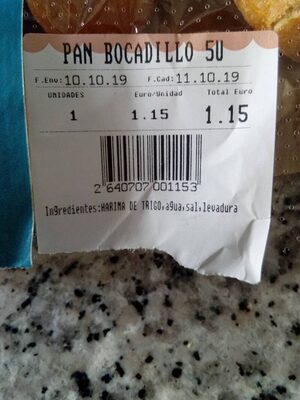 PAN BOCADILLO 5U
F.Env: 10.10.19 F.Cad: 11.10.19
UNIDADES Euro/Unidad Total Euro
1 1.15 1.15
2 640707 001153
Ingredientes:HARINA DE TRIGO,agua,sal,levadura